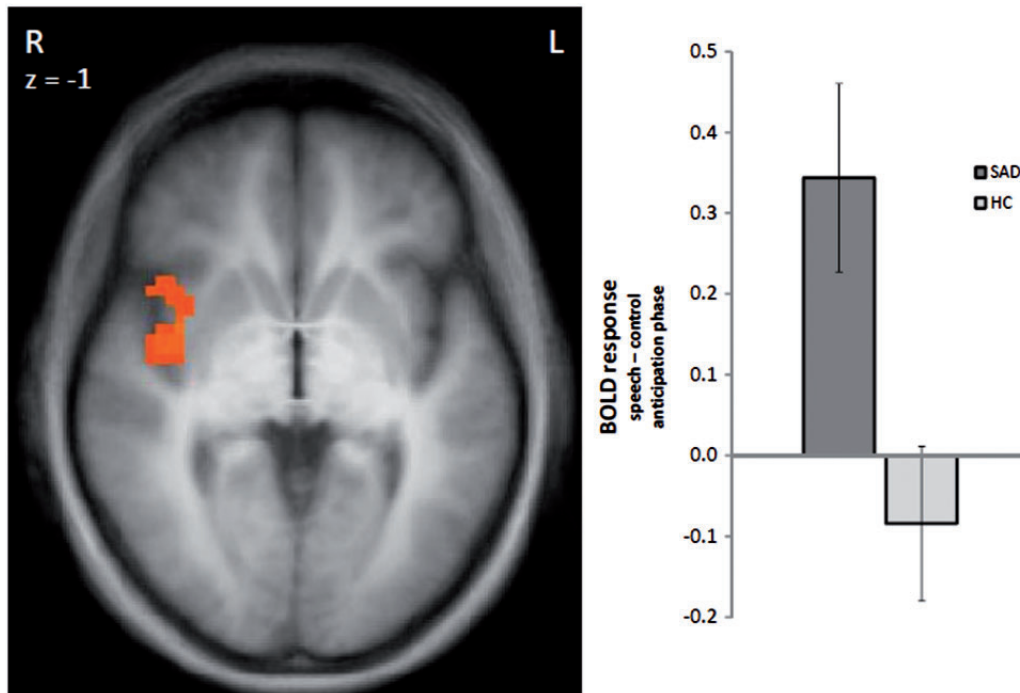 R
L
z = -1
BOLD response
speech – control
anticipation phase
0.5
0.4
0.3
0.2
0.1
0.0
-0.1
-0.2
SAD
HC